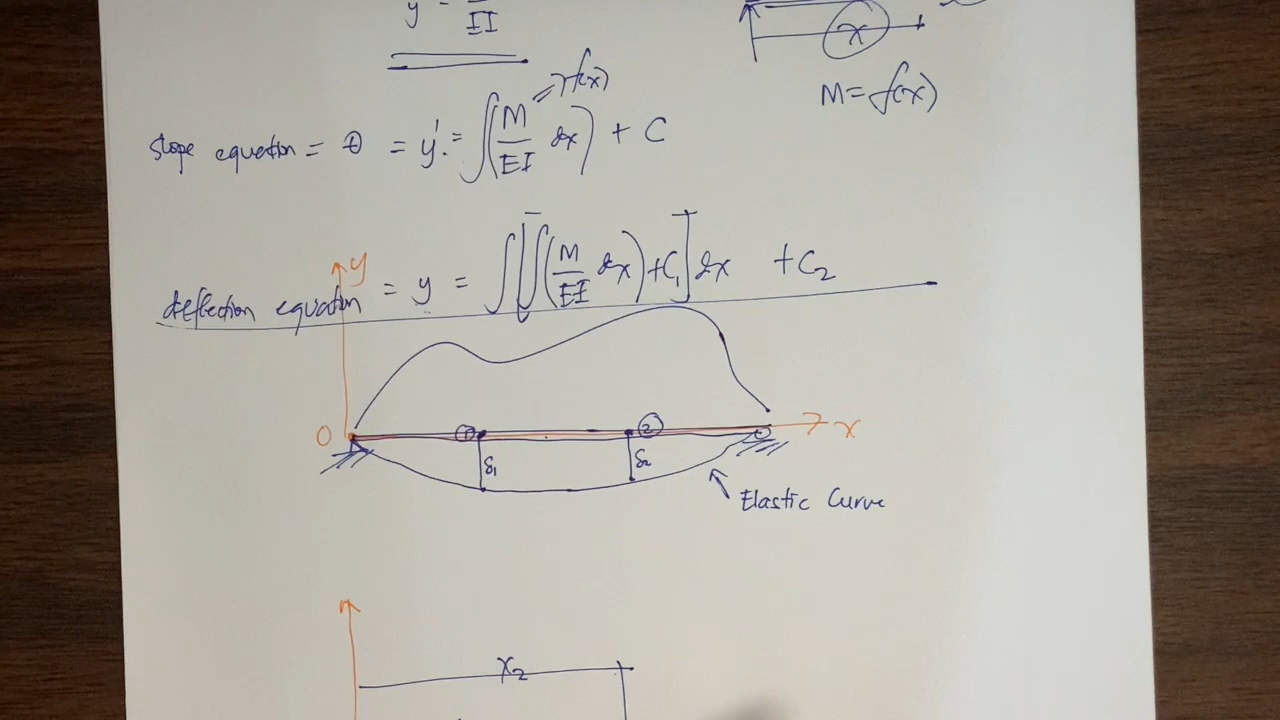 y = — EI
x
M = f(x)
=> f(x)
slope equation = θ = y' = ∫(M/EI dx) + C
y
deflection equation = y = ∫[∫(M/EI dx) + C₁] dx + C₂
O ① ② x
δ₁ δ₂
Elastic Curve
x₂